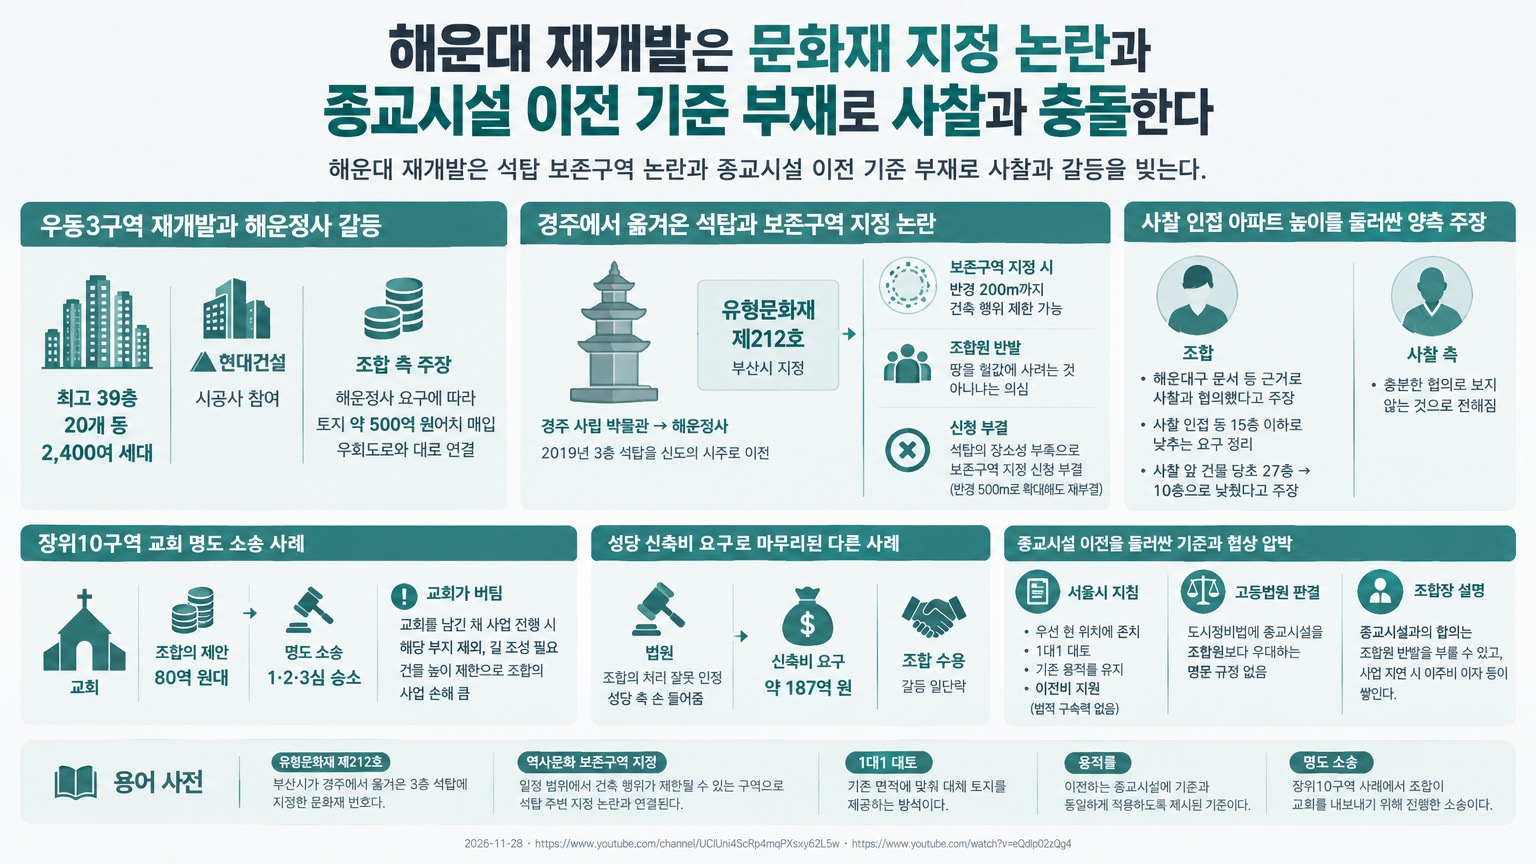 해운대 재개발은 문화재 지정 논란과
종교시설 이전 기준 부재로 사찰과 충돌한다
해운대 재개발은 석탑 보존구역 논란과 종교시설 이전 기준 부재로 사찰과 갈등을 빚는다.
우동3구역 재개발과 해운정사 갈등
최고 39층
20개 동
2,400여 세대
현대건설
시공사 참여
조합 측 주장
해운정사 요구에 따라
토지 약 500억 원어치 매입
우회도로와 대로 연결
경주에서 옮겨온 석탑과 보존구역 지정 논란
경주 사립 박물관 → 해운정사
2019년 3층 석탑을 신도의 시주로 이전
유형문화재
제212호
부산시 지정
보존구역 지정 시
반경 200m까지
건축 행위 제한 가능
조합원 반발
땅을 헐값에 사려는 것
아니냐는 의심
신청 부결
석탑의 장소성 부족으로
보존구역 지정 신청 부결
(반경 500m로 확대해도 재부결)
사찰 인접 아파트 높이를 둘러싼 양측 주장
조합
• 해운대구 문서 등 근거로
사찰과 협의했다고 주장
• 사찰 인접 동 15층 이하로
낮추는 요구 정리
• 사찰 앞 건물 당초 27층 →
10층으로 낮췄다고 주장
사찰 측
• 충분한 협의로 보지
않는 것으로 전해짐
장위10구역 교회 명도 소송 사례
교회
조합의 제안
80억 원대
명도 소송
1·2·3심 승소
교회가 버팀
교회를 남긴 채 사업 전행 시
해당 부지 제외, 길 조성 필요
건물 높이 제한으로 조합의
사업 손해 큼
성당 신축비 요구로 마무리된 다른 사례
법원
조합의 처리 잘못 인정
성당 측 손 들어줌
신축비 요구
약 187억 원
조합 수용
갈등 일단락
종교시설 이전을 둘러싼 기준과 협상 압박
서울시 지침
• 우선 현 위치에 존치
• 1대1 대토
• 기존 용적률 유지
• 이전비 지원
(법적 구속력 없음)
고등법원 판결
도시정비법에 종교시설을
조합원보다 우대하는
명문 규정 없음
조합장 설명
종교시설과의 합의는
조합원 반발을 부를 수 있고,
사업 지연 시 이주비 이자 등이
쌓인다.
용어 사전
유형문화재 제212호
부산시가 경주에서 옮겨온 3층 석탑에
지정한 문화재 번호다.
역사문화 보존구역 지정
일정 범위에서 건축 행위가 제한될 수 있는 구역으로
석탑 주변 지정 논란과 연결된다.
1대1 대토
기존 면적에 맞춰 대체 토지를
제공하는 방식이다.
용적률
이전하는 종교시설에 기존과
동일하게 적용하도록 제시된 기준이다.
명도 소송
장위10구역 사례에서 조합이
교회를 내보내기 위해 전행한 소송이다.
2026-11-28 · https://www.youtube.com/channel/UClUni4ScRp4mqPXsxy62L5w · https://www.youtube.com/watch?v=eQdlp02zQg4